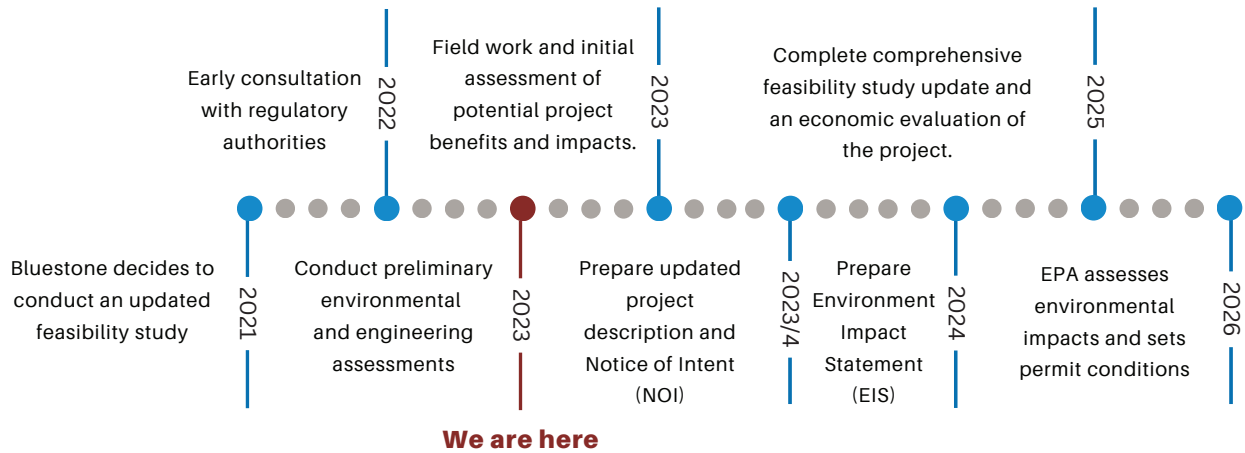 Bluestone decides to
conduct an updated
feasibility study
2021
Early consultation
with regulatory
authorities
2022
Conduct preliminary
environmental
and engineering
assessments
2023
We are here
Field work and initial
assessment of
potential project
benefits and impacts.
2023
Prepare updated
project
description and
Notice of Intent
(NOI)
2023/4
Prepare
Environment
Impact
Statement
(EIS)
2024
Complete comprehensive
feasibility study update and
an economic evaluation of
the project.
2025
EPA assesses
environmental
impacts and sets
permit conditions
2026